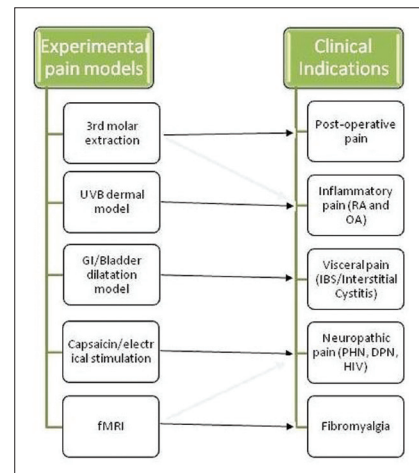 Experimental
pain models
Clinical
Indications
3rd molar
extraction
Post-operative
pain
UVB dermal
model
Inflammatory
pain (RA and
OA)
GI/Bladder
dilatation
model
Visceral pain
(IBS/Interstitial
Cystitis)
Capsaicin/electr
ical stimulation
Neuropathic
pain (PHN, DPN,
HIV)
fMRI
Fibromyalgia